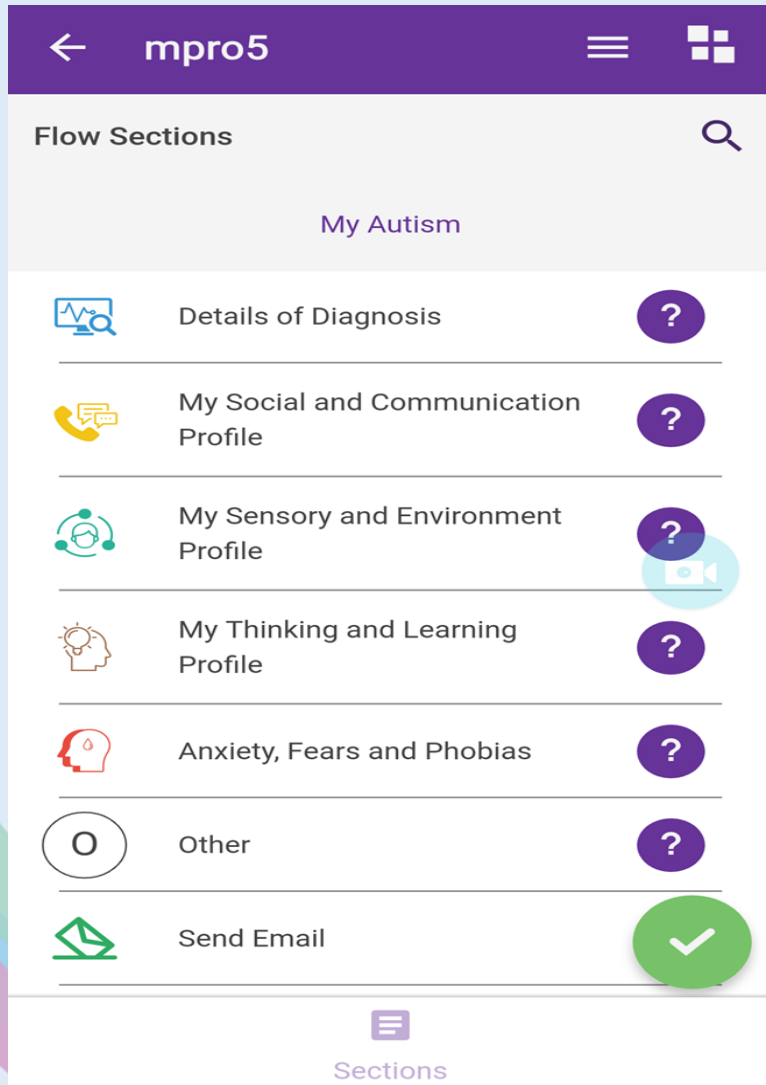 mpro5
Flow Sections
My Autism
Details of Diagnosis
?
My Social and Communication
Profile
?
My Sensory and Environment
Profile
?
My Thinking and Learning
Profile
?
Anxiety, Fears and Phobias
?
O
Other
?
Send Email
Sections